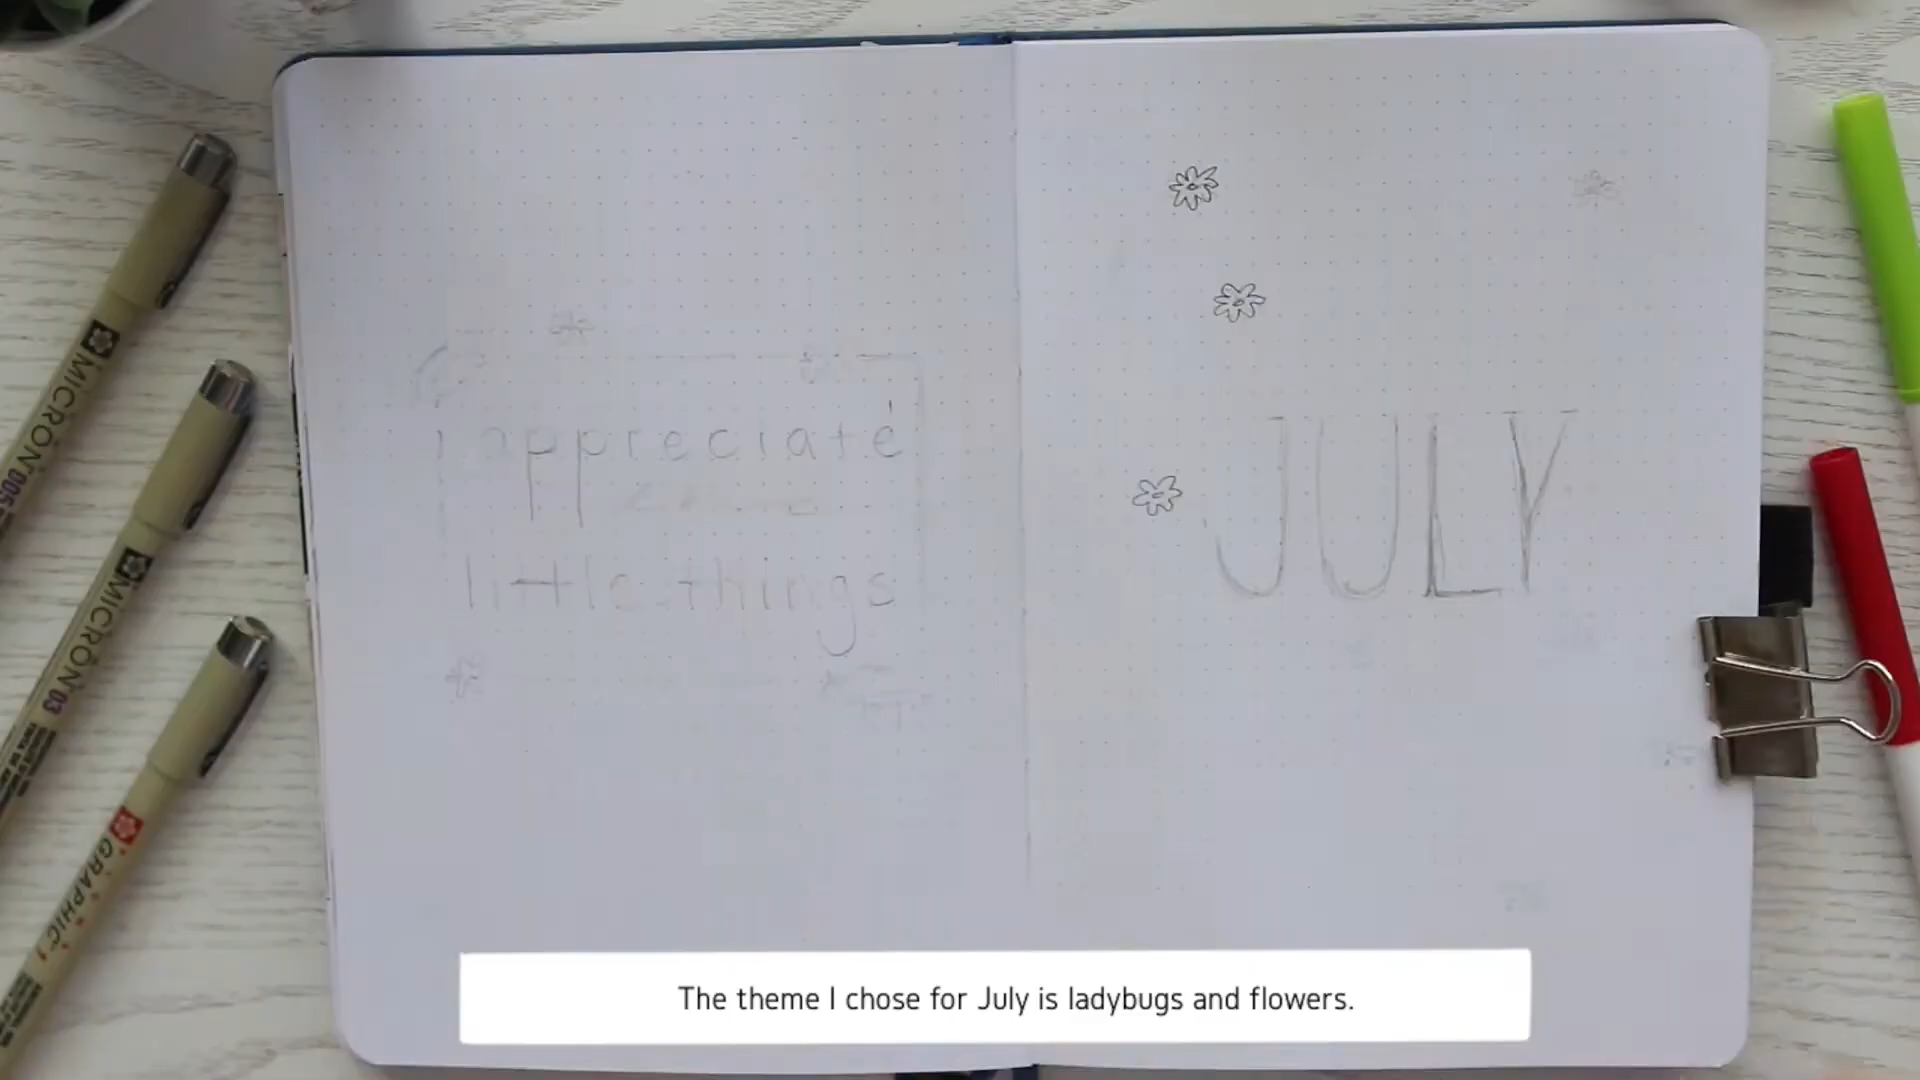 MICRON 005
MICRON 03
GRAPHIC 1
i appreciate
little things
JULY
The theme I chose for July is ladybugs and flowers.